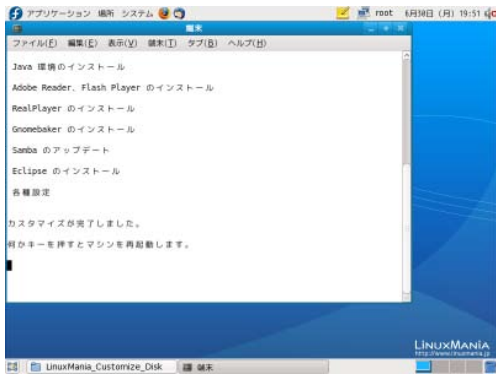 アプリケーション 場所 システム root 6月30日 (月) 19:51
端末
ファイル(F) 編集(E) 表示(V) 端末(T) タブ(B) ヘルプ(H)
Java 環境のインストール
Adobe Reader、Flash Player のインストール
RealPlayer のインストール
Gnomebaker のインストール
Samba のアップデート
Eclipse のインストール
各種設定
カスタマイズが完了しました。
何かキーを押すとマシンを再起動します。
LINUXMANIA
http://www.linuxmania.jp
LinuxMania_Customize_Disk 端末